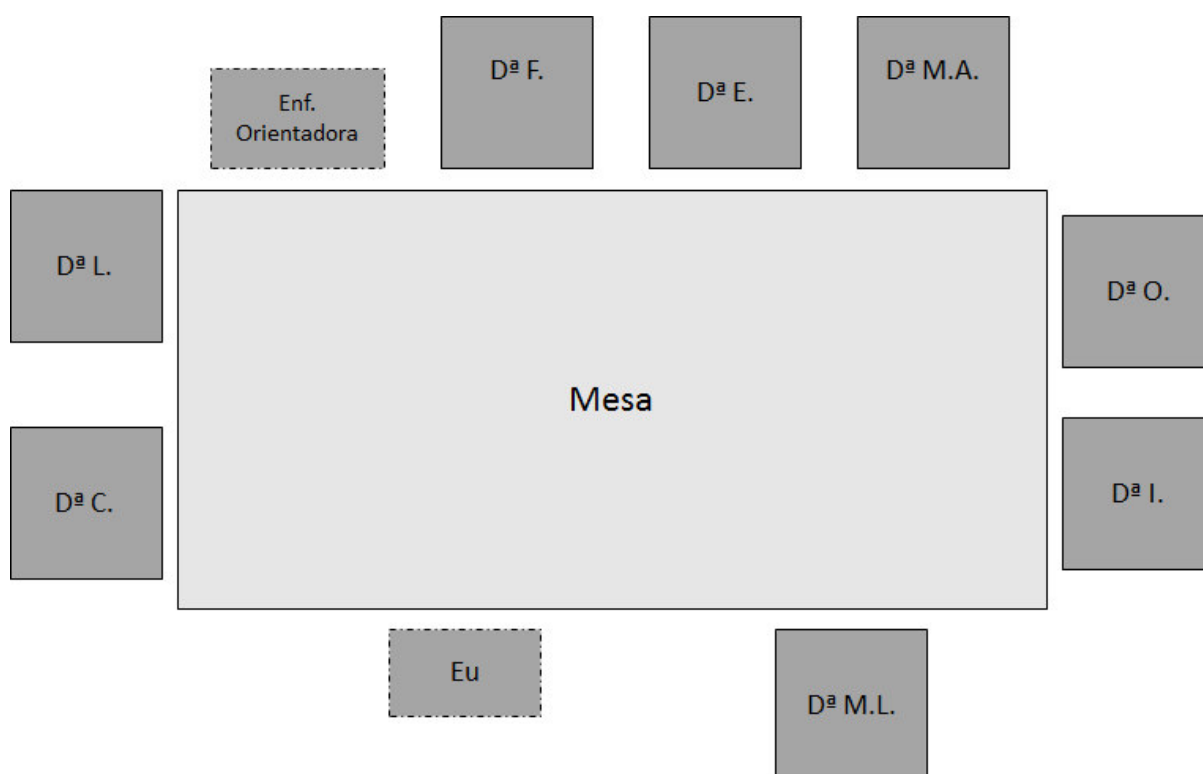 Dª F.
Dª E.
Dª M.A.
Enf.
Orientadora
Dª L.
Dª O.
Mesa
Dª C.
Dª I.
Eu
Dª M.L.